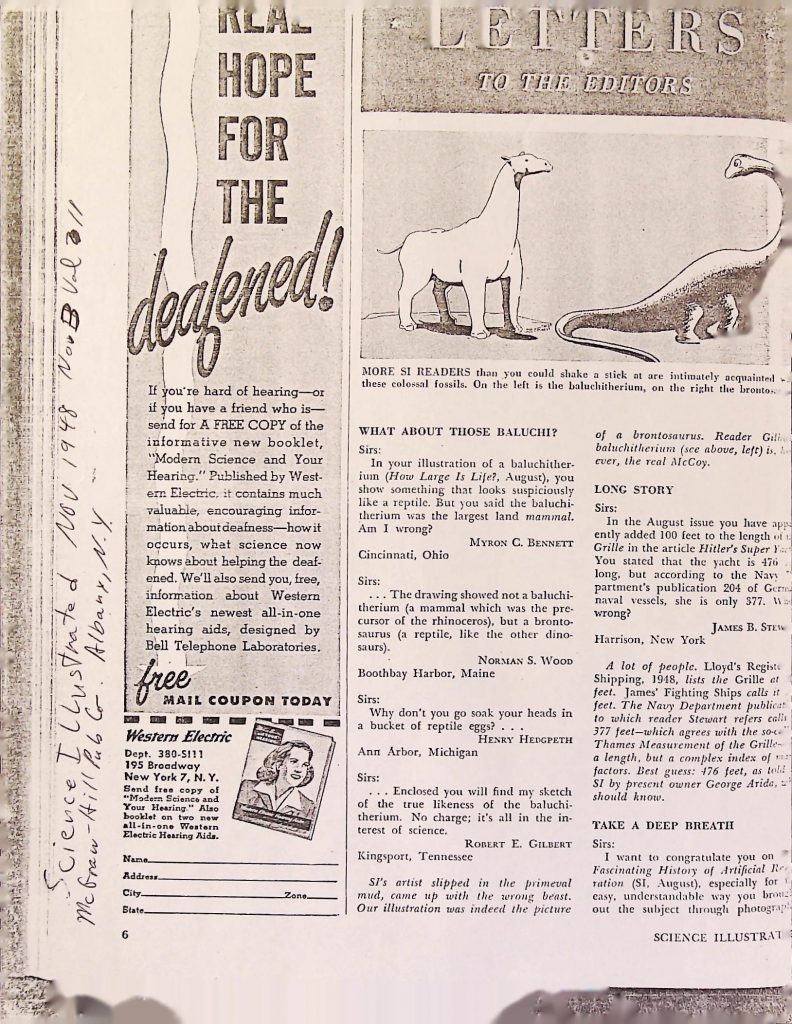 REAL
HOPE
FOR
THE
deafened!
If you're hard of hearing—or
if you have a friend who is—
send for A FREE COPY of the
informative new booklet,
"Modern Science and Your
Hearing." Published by West-
ern Electric, it contains much
valuable, encouraging infor-
mation about deafness—how it
occurs, what science now
knows about helping the deaf-
ened. We'll also send you, free,
information about Western
Electric's newest all-in-one
hearing aids, designed by
Bell Telephone Laboratories.
free
MAIL COUPON TODAY
Western Electric
Dept. 380-S111
195 Broadway
New York 7, N. Y.
Send free copy of
"Modern Science and
Your Hearing." Also
booklet on two new
all-in-one Western
Electric Hearing Aids.
Name
Address
City Zone
State
6
Science Illustrated NOV 1948 Vol 3 11
McGraw-Hill Pub Co. Albany, N.Y.
LETTERS
TO THE EDITORS
MORE SI READERS than you could shake a stick at are intimately acquainted
these colossal fossils. On the left is the baluchitherium, on the right the
WHAT ABOUT THOSE BALUCHI?
Sirs:
In your illustration of a baluchither-
ium (How Large Is Life?, August), you
show something that looks suspiciously
like a reptile. But you said the baluchi-
therium was the largest land mammal.
Am I wrong?
MYRON C. BENNETT
Cincinnati, Ohio
Sirs:
. . . The drawing showed not a baluchi-
therium (a mammal which was the pre-
cursor of the rhinoceros), but a bronto-
saurus (a reptile, like the other dino-
saurs).
NORMAN S. WOOD
Boothbay Harbor, Maine
Sirs:
Why don't you go soak your heads in
a bucket of reptile eggs? . . .
HENRY HEDGPETH
Ann Arbor, Michigan
Sirs:
. . . Enclosed you will find my sketch
of the true likeness of the baluchi-
therium. No charge; it's all in the in-
terest of science.
ROBERT E. GILBERT
Kingsport, Tennessee
SI's artist slipped in the primeval
mud, came up with the wrong beast.
Our illustration was indeed the picture
of a brontosaurus. Reader
baluchitherium (see above, left) is,
ever, the real McCoy.
LONG STORY
Sirs:
In the August issue you have
ently added 100 feet to the length
Grille in the article Hitler's Super
You stated that the yacht is 476
long, but according to the Navy
partment's publication 204 of
naval vessels, she is only 377.
wrong?
JAMES B.
Harrison, New York
A lot of people. Lloyd's
Shipping, 1948, lists the Grille at
feet. James' Fighting Ships calls it
feet. The Navy Department
to which reader Stewart refers calls
377 feet—which agrees with the
Thames Measurement of the Grille
a length, but a complex index of
factors. Best guess: 476 feet, as told
SI by present owner George Arida,
should know.
TAKE A DEEP BREATH
Sirs:
I want to congratulate you on
Fascinating History of Artificial
ration (SI, August), especially for
easy, understandable way you
out the subject through
SCIENCE